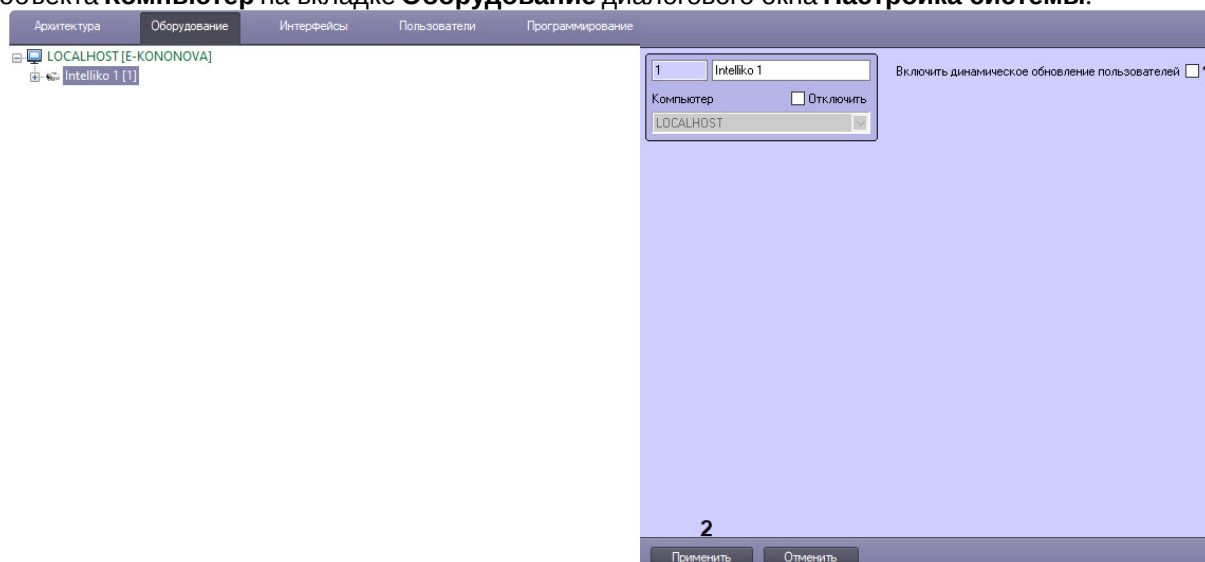 объекта Компьютер на вкладке Оборудование диалогового окна Настройка системы.
Архитектура Оборудование Интерфейсы Пользователи Программирование
LOCALHOST [E-KONONOVA]
Intelliko 1 [1]
1 Intelliko 1
Включить динамическое обновление пользователей
Компьютер Отключить
LOCALHOST
2
Применить Отменить